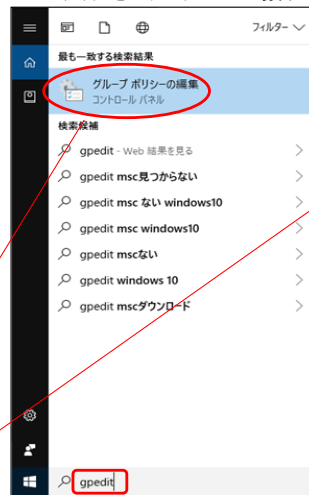 フィルター
最も一致する検索結果
グループ ポリシーの編集
コントロール パネル
検索候補
gpedit - Web 結果を見る
gpedit msc見つからない
gpedit msc ない windows10
gpedit msc windows10
gpedit mscない
gpedit windows 10
gpedit mscダウンロード
gpedit